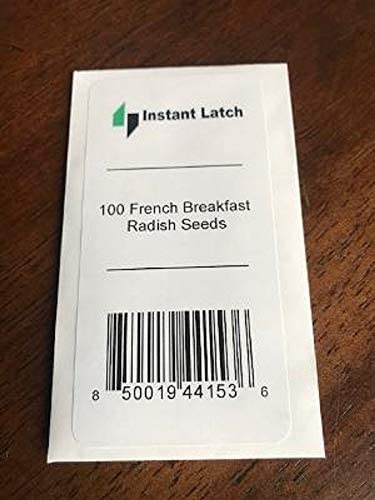 Instant Latch
100 French Breakfast
Radish Seeds
8 50019 44153 6